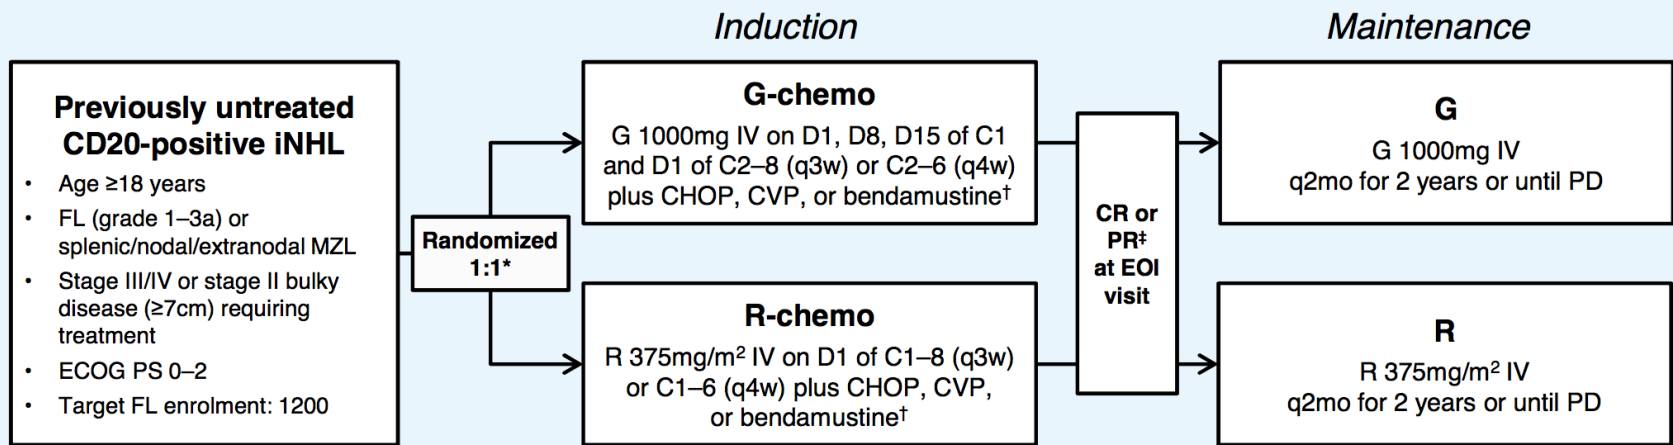 Induction
Maintenance
Previously untreated
CD20-positive iNHL
• Age ≥18 years
• FL (grade 1–3a) or
splenic/nodal/extranodal MZL
• Stage III/IV or stage II bulky
disease (≥7cm) requiring
treatment
• ECOG PS 0–2
• Target FL enrolment: 1200
Randomized
1:1*
G-chemo
G 1000mg IV on D1, D8, D15 of C1
and D1 of C2–8 (q3w) or C2–6 (q4w)
plus CHOP, CVP, or bendamustine†
R-chemo
R 375mg/m² IV on D1 of C1–8 (q3w)
or C1–6 (q4w) plus CHOP, CVP,
or bendamustine†
CR or
PR‡
at EOI
visit
G
G 1000mg IV
q2mo for 2 years or until PD
R
R 375mg/m² IV
q2mo for 2 years or until PD